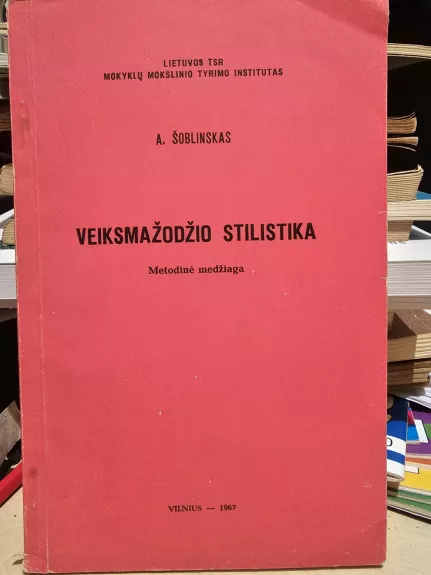 LIETUVOS TSR
MOKYKLŲ MOKSLINIO TYRIMO INSTITUTAS
A. ŠOBLINSKAS
VEIKSMAŽODŽIO STILISTIKA
Metodinė medžiaga
VILNIUS — 1967